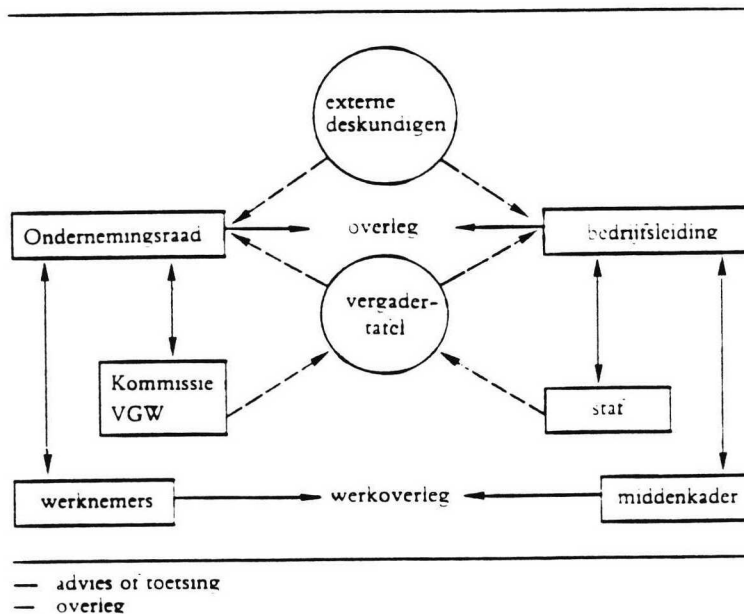 externe
deskundigen
Ondernemingsraad
overleg
bedrijfsleiding
vergader-
tafel
Kommissie
VGW
staf
werknemers
werkoverleg
middenkader
— advies of toetsing
— overleg